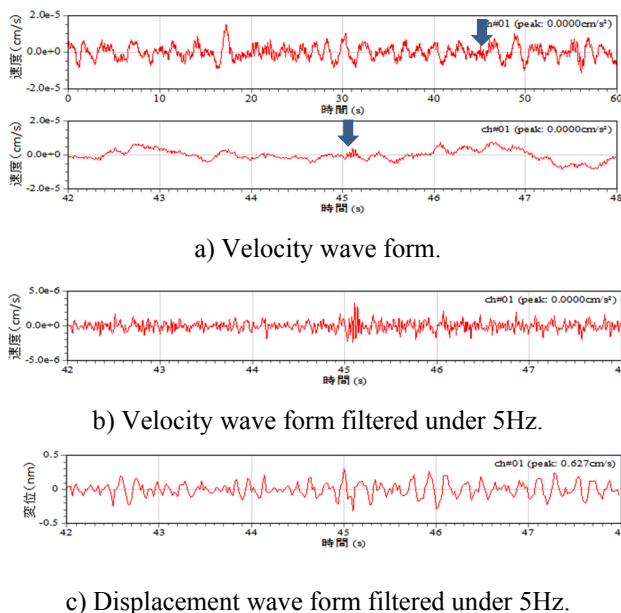 2.0e-5
ch#01 (peak: 0.0000cm/s²)
速度(cm/s)
0.0e+0
-2.0e-5
0 10 20 30 40 50 60
時間(s)
2.0e-5
ch#01 (peak: 0.0000cm/s²)
速度(cm/s)
0.0e+0
-2.0e-5
42 43 44 45 46 47 48
時間(s)
a) Velocity wave form.
5.0e-6
ch#01 (peak: 0.0000cm/s²)
速度(cm/s)
0.0e+0
-5.0e-6
42 43 44 45 46 47 4
時間(s)
b) Velocity wave form filtered under 5Hz.
0.5
ch#01 (peak: 0.627cm/s)
変位(nm)
0
-0.5
42 43 44 45 46 47 4
時間(s)
c) Displacement wave form filtered under 5Hz.